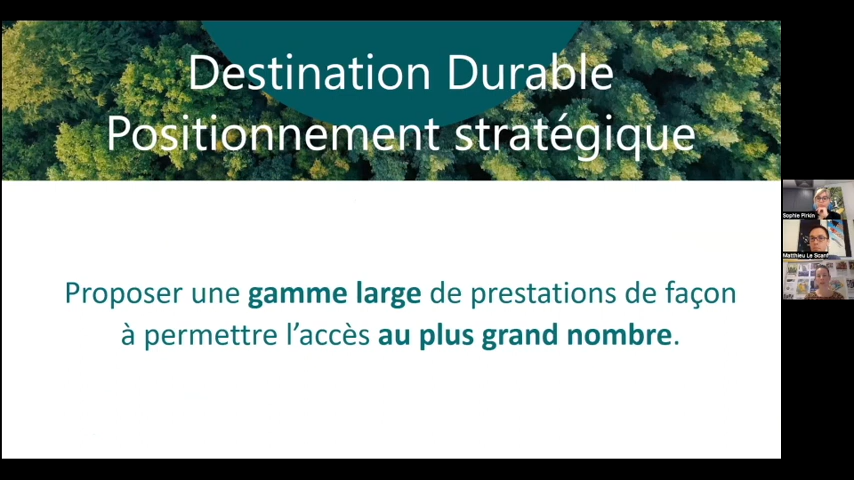 Destination Durable
Positionnement stratégique
Proposer une gamme large de prestations de façon
à permettre l'accès au plus grand nombre.
Sophie Pirkin
Matthieu Le Scanf